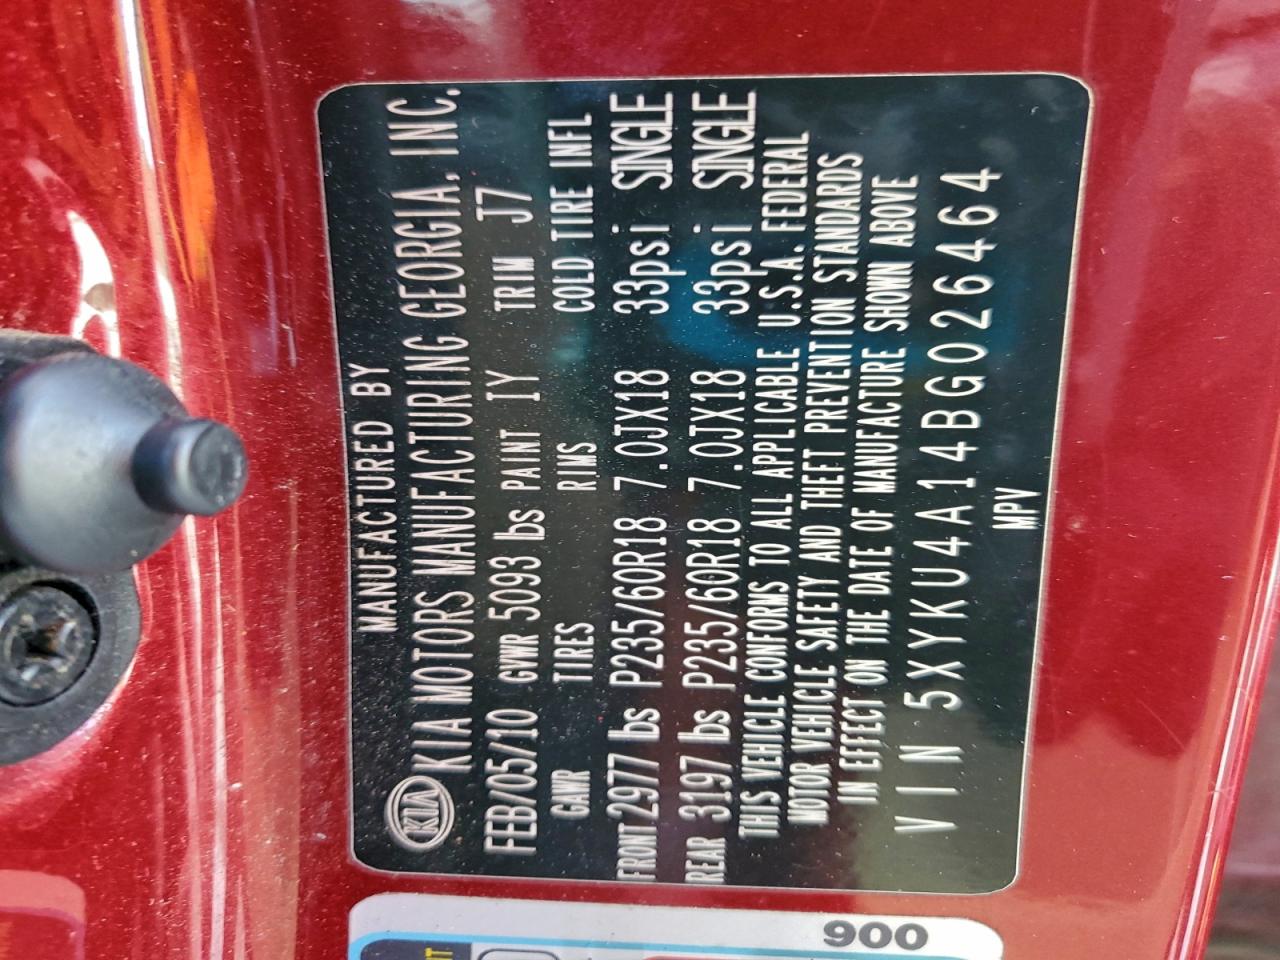 MANUFACTURED BY
KIA KIA MOTORS MANUFACTURING GEORGIA, INC.
FEB/05/10 GVWR 5093 lbs PAINT IY TRIM J7
GAWR TIRES RIMS COLD TIRE INFL
FRONT 2977 lbs P235/60R18 7.0JX18 33psi SINGLE
REAR 3197 lbs P235/60R18 7.0JX18 33psi SINGLE
THIS VEHICLE CONFORMS TO ALL APPLICABLE U.S.A. FEDERAL
MOTOR VEHICLE SAFETY AND THEFT PREVENTION STANDARDS
IN EFFECT ON THE DATE OF MANUFACTURE SHOWN ABOVE
VIN 5XYKU4A14BG026464
MPV
900